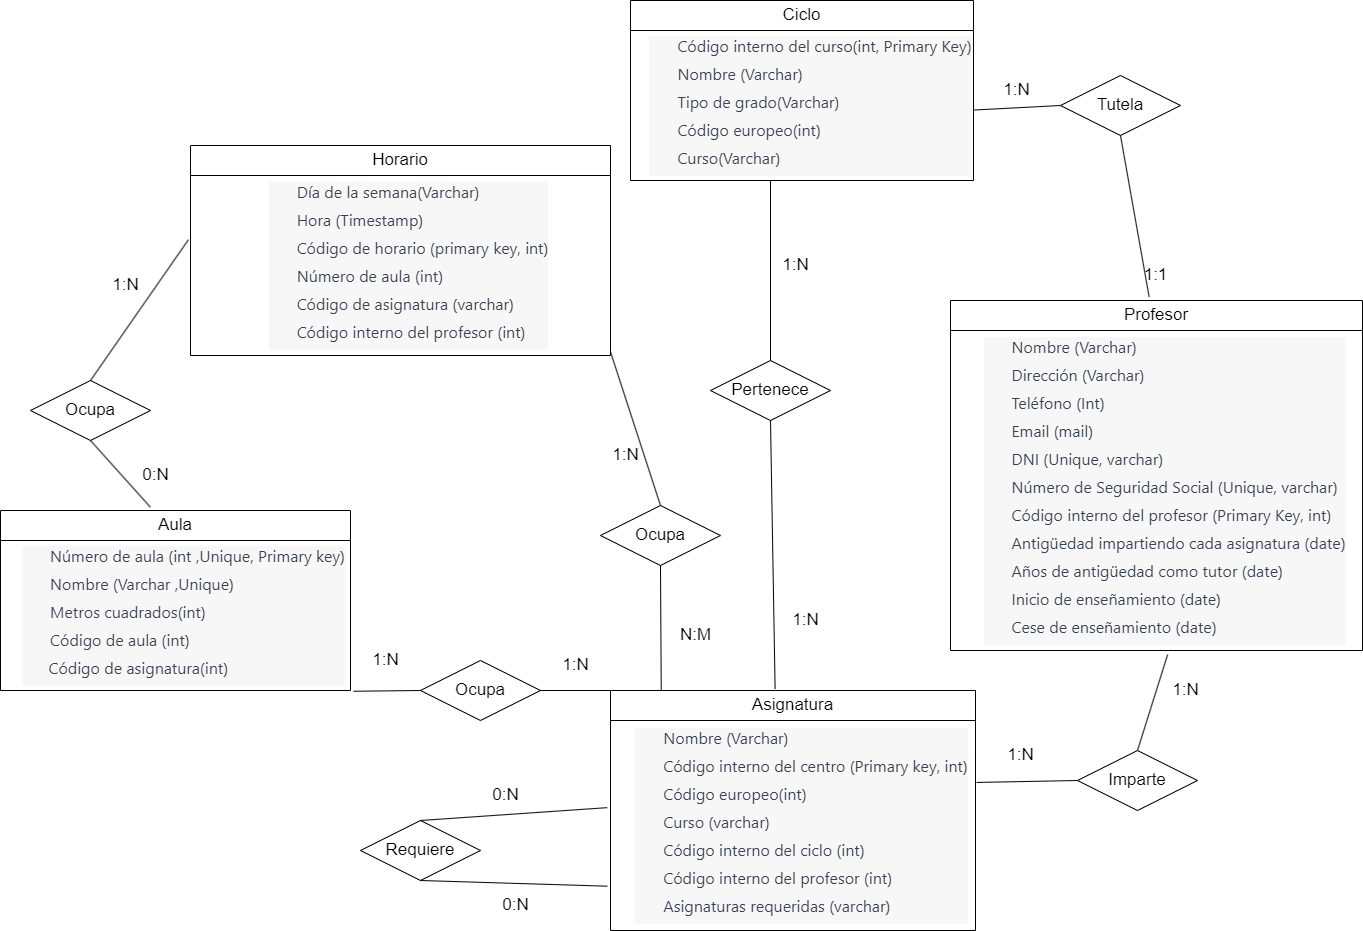 Ciclo
Código interno del curso(int, Primary Key)
Nombre (Varchar)
Tipo de grado(Varchar)
Código europeo(int)
Curso(Varchar)
1:N
Tutela
1:1
Horario
Día de la semana(Varchar)
Hora (Timestamp)
Código de horario (primary key, int)
Número de aula (int)
Código de asignatura (varchar)
Código interno del profesor (int)
1:N
Ocupa
0:N
1:N
Pertenece
1:N
1:N
Ocupa
N:M
Profesor
Nombre (Varchar)
Dirección (Varchar)
Teléfono (Int)
Email (mail)
DNI (Unique, varchar)
Número de Seguridad Social (Unique, varchar)
Código interno del profesor (Primary Key, int)
Antigüedad impartiendo cada asignatura (date)
Años de antigüedad como tutor (date)
Inicio de enseñamiento (date)
Cese de enseñamiento (date)
Aula
Número de aula (int ,Unique, Primary key)
Nombre (Varchar ,Unique)
Metros cuadrados(int)
Código de aula (int)
Código de asignatura(int)
1:N
Ocupa
1:N
Asignatura
Nombre (Varchar)
Código interno del centro (Primary key, int)
Código europeo(int)
Curso (varchar)
Código interno del ciclo (int)
Código interno del profesor (int)
Asignaturas requeridas (varchar)
1:N
Imparte
1:N
0:N
Requiere
0:N